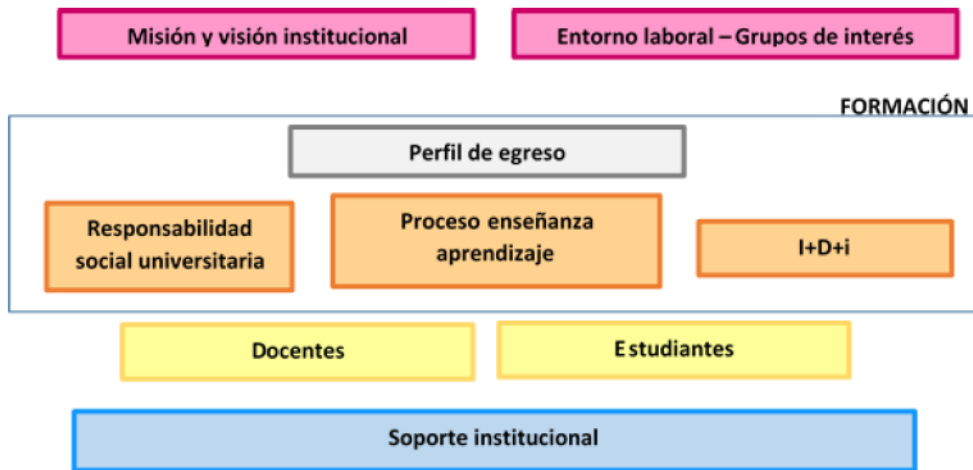 Misión y visión institucional
Entorno laboral – Grupos de interés
FORMACIÓN
Perfil de egreso
Responsabilidad
social universitaria
Proceso enseñanza
aprendizaje
I+D+i
Docentes
Estudiantes
Soporte institucional